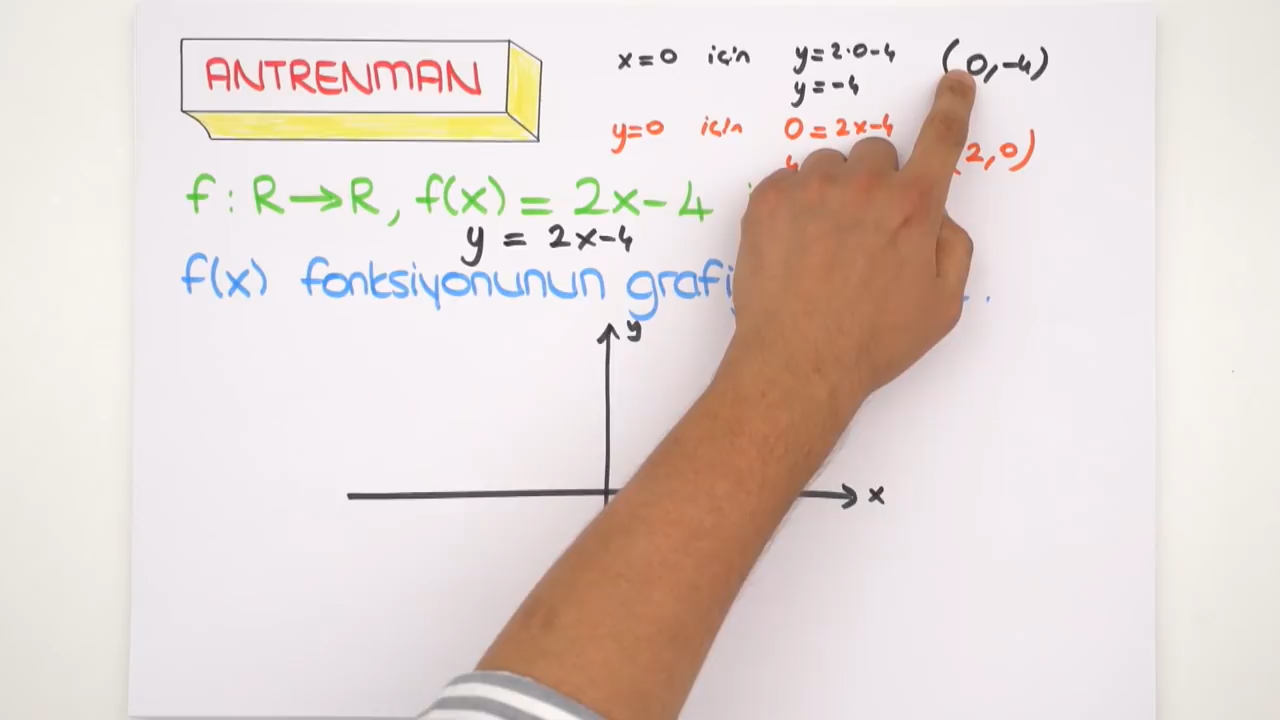 ANTRENMAN
x=0 için y=2·0-4 (0,-4)
y=-4
y=0 için 0=2x-4
4 (2,0)
f:R→R, f(x)=2x-4
y=2x-4
f(x) fonksiyonunun
y
x